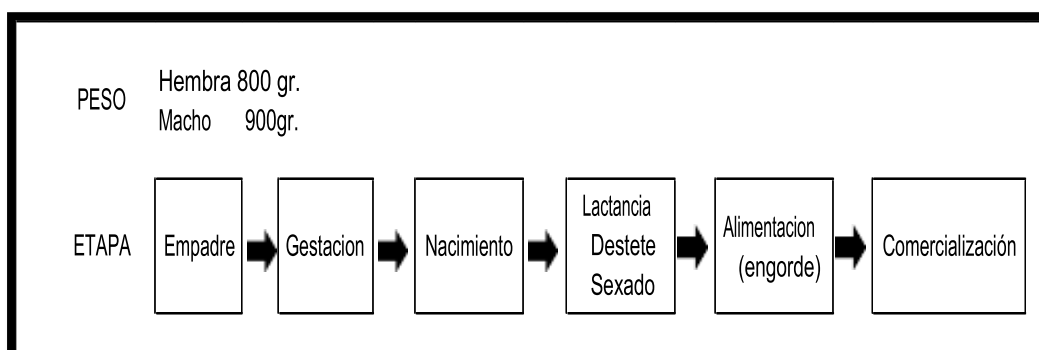 PESO
Hembra 800 gr.
Macho 900gr.
ETAPA
Empadre
Gestacion
Nacimiento
Lactancia
Destete
Sexado
Alimentacion
(engorde)
Comercialización